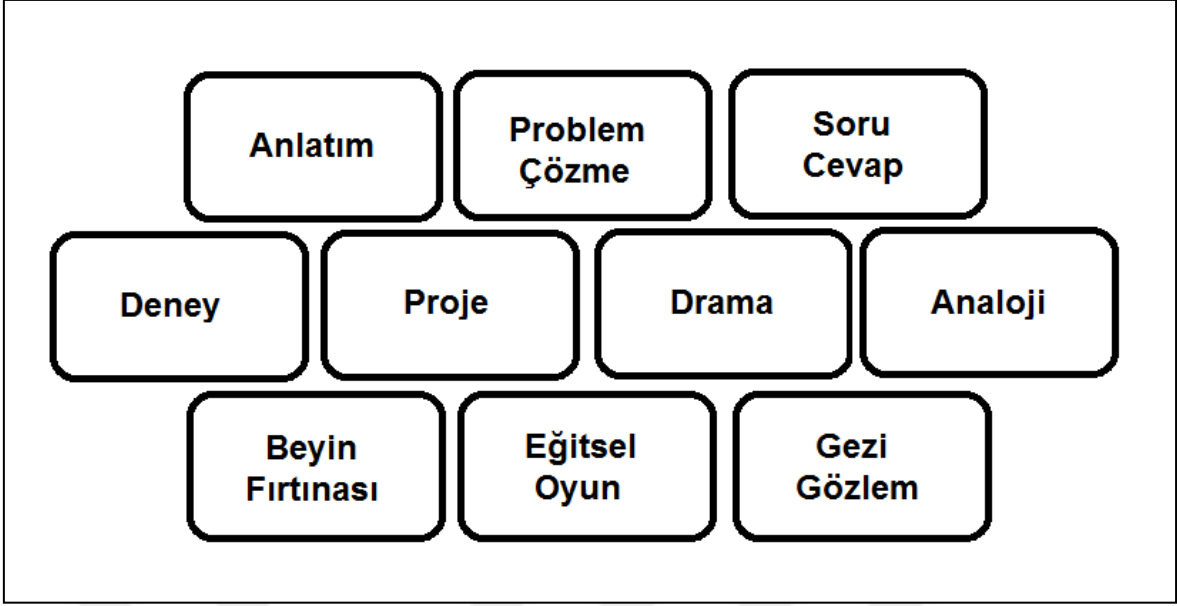 Anlatım
Problem
Çözme
Soru
Cevap
Deney
Proje
Drama
Analoji
Beyin
Fırtınası
Eğitsel
Oyun
Gezi
Gözlem